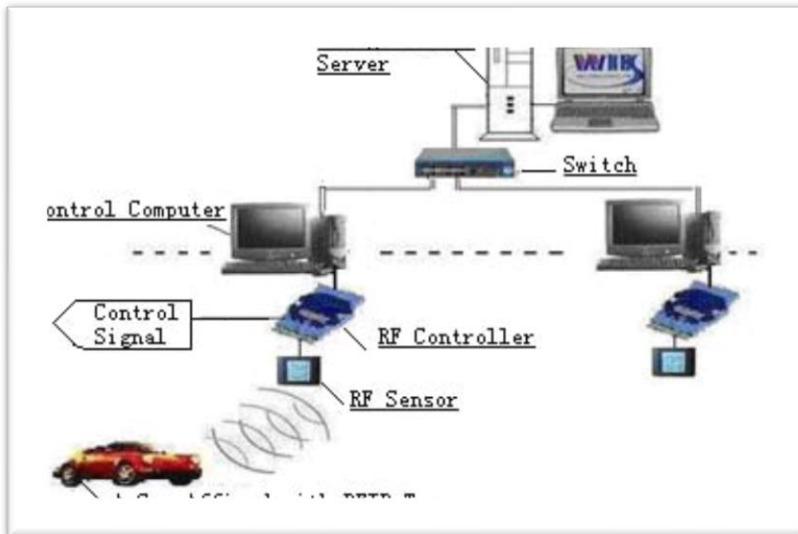 Server
Switch
ontrol Computer
Control
Signal
RF Controller
RF Sensor